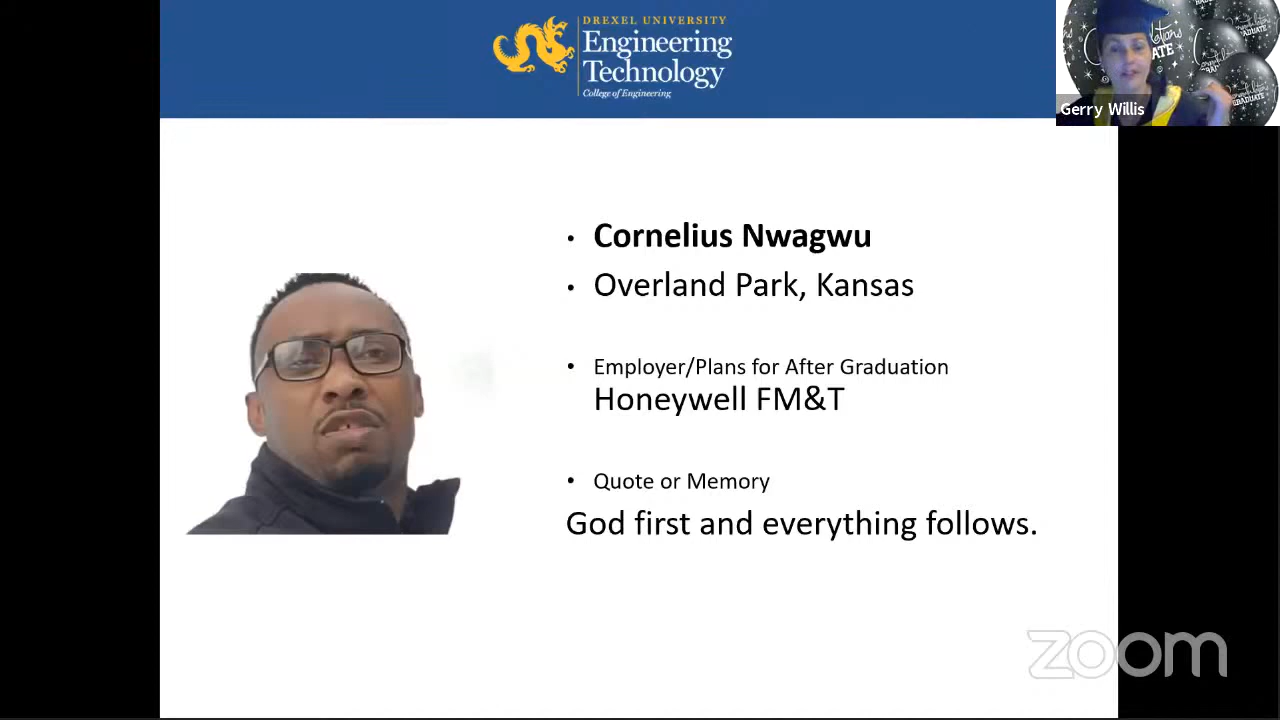 DREXEL UNIVERSITY
Engineering
Technology
College of Engineering
GRADUATE
Gerry Willis
• Cornelius Nwagwu
• Overland Park, Kansas
• Employer/Plans for After Graduation
Honeywell FM&T
• Quote or Memory
God first and everything follows.
zoom